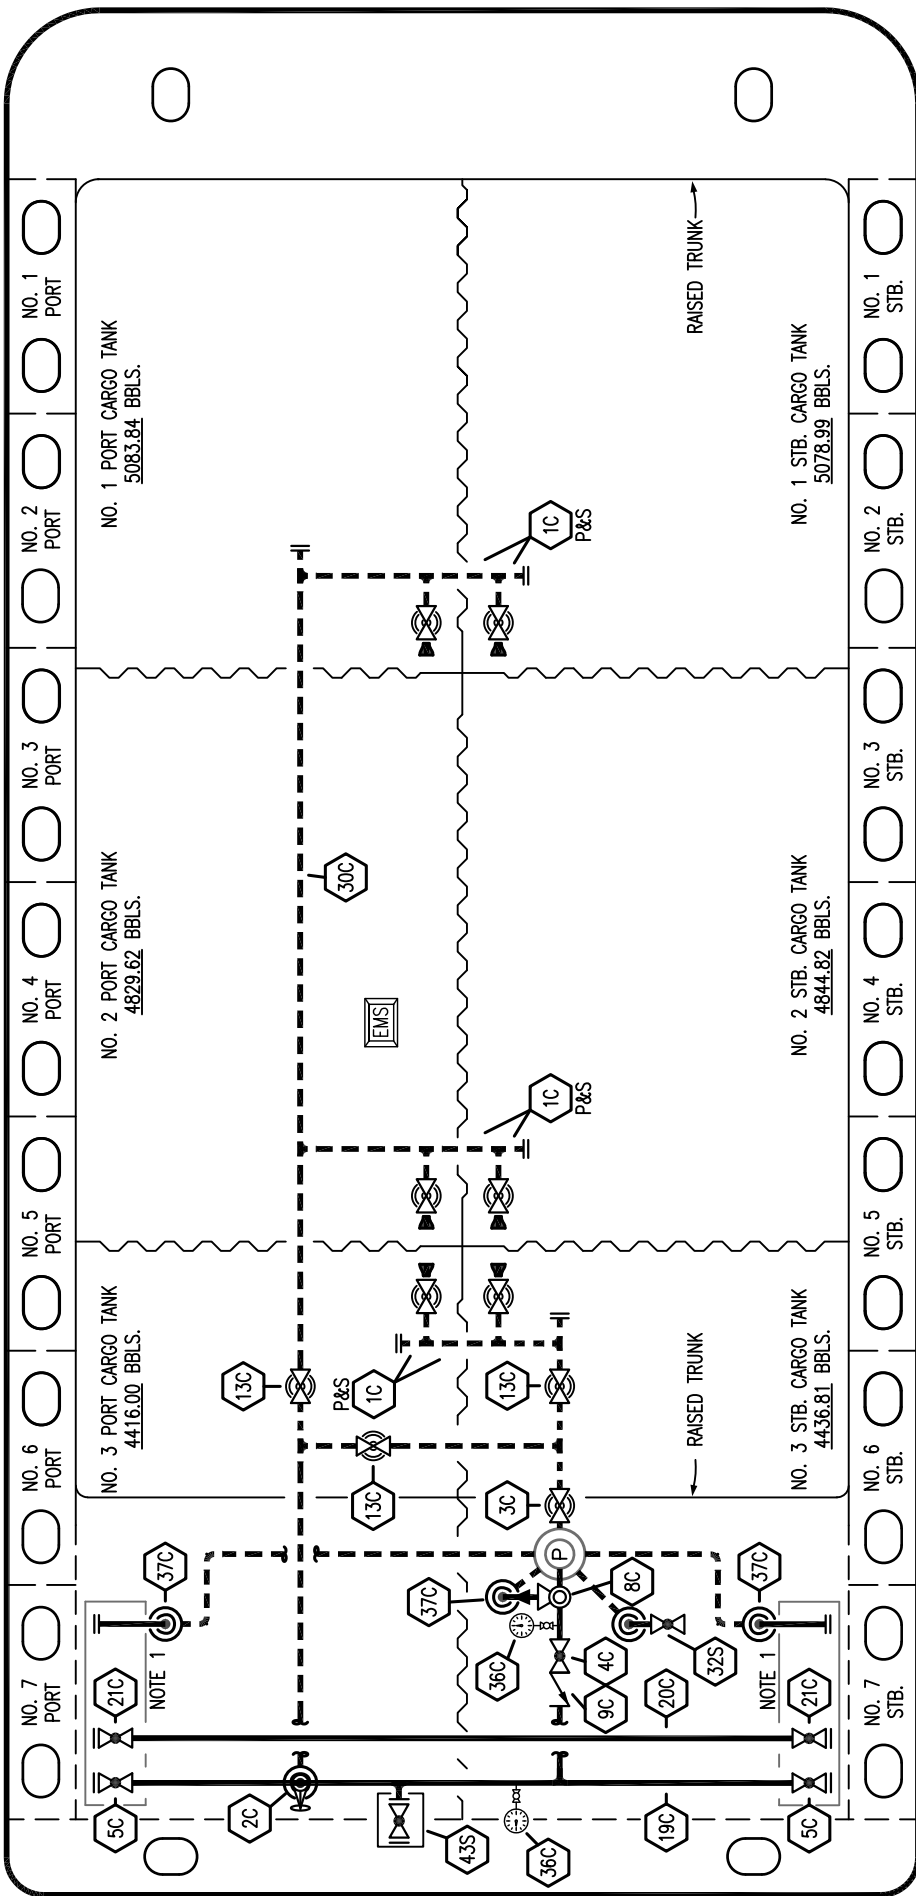 NO. 1
PORT
NO. 2
PORT
NO. 3
PORT
NO. 4
PORT
NO. 5
PORT
NO. 6
PORT
NO. 7
PORT
NO. 1 PORT CARGO TANK
5083.84 BBLS.
NO. 2 PORT CARGO TANK
4829.62 BBLS.
NO. 3 PORT CARGO TANK
4416.00 BBLS.
RAISED TRUNK
1C
P&S
30C
EMS
1C
P&S
13C
P&S
1C
13C
13C
3C
RAISED TRUNK
P
37C
37C
8C
37C
36C
4C
32S
9C
20C
NOTE 1
NOTE 1
21C
21C
5C
2C
43S
36C
19C
5C
NO. 1 STB. CARGO TANK
5078.99 BBLS.
NO. 2 STB. CARGO TANK
4844.82 BBLS.
NO. 3 STB. CARGO TANK
4436.81 BBLS.
NO. 1
STB.
NO. 2
STB.
NO. 3
STB.
NO. 4
STB.
NO. 5
STB.
NO. 6
STB.
NO. 7
STB.